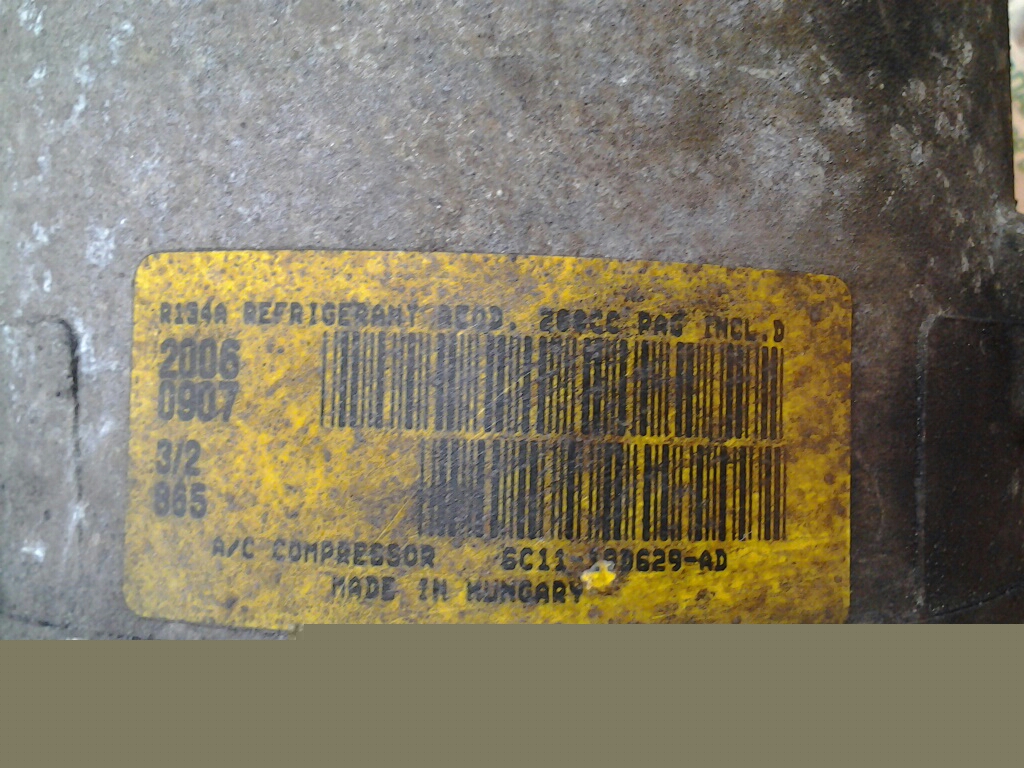 R134A REFRIGERANT REQD. 200CC PAG INCL.D
2006
0907
3/2
865
A/C COMPRESSOR 6C11-19D629-AD
MADE IN HUNGARY